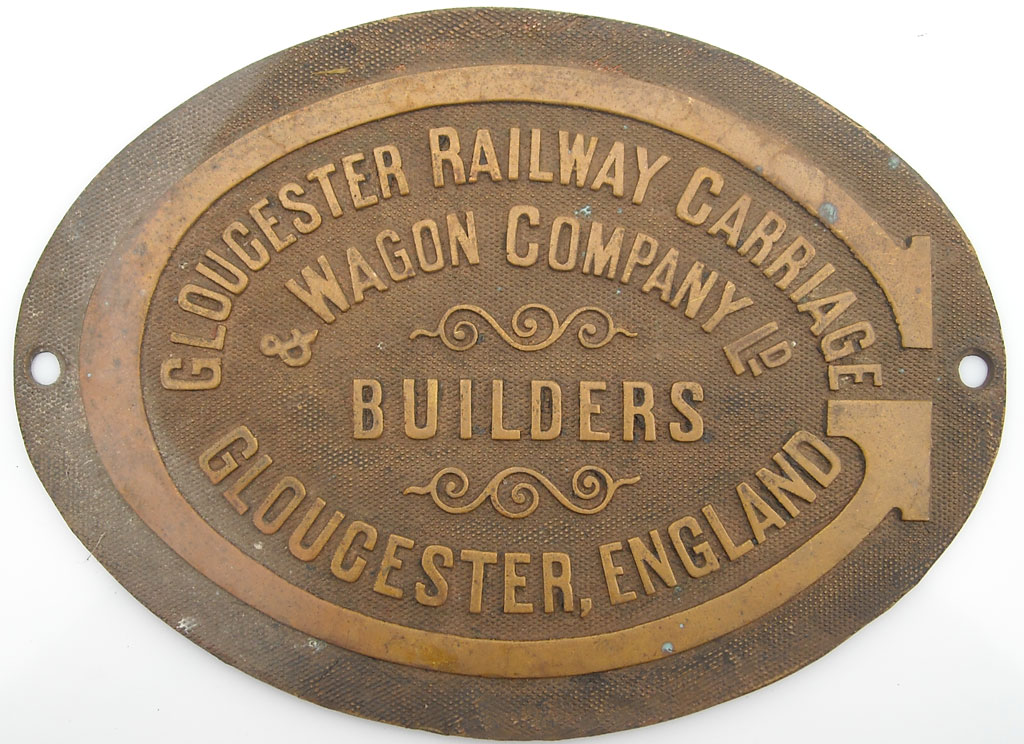 GLOUCESTER RAILWAY CARRIAGE
& WAGON COMPANY LD
BUILDERS
GLOUCESTER, ENGLAND